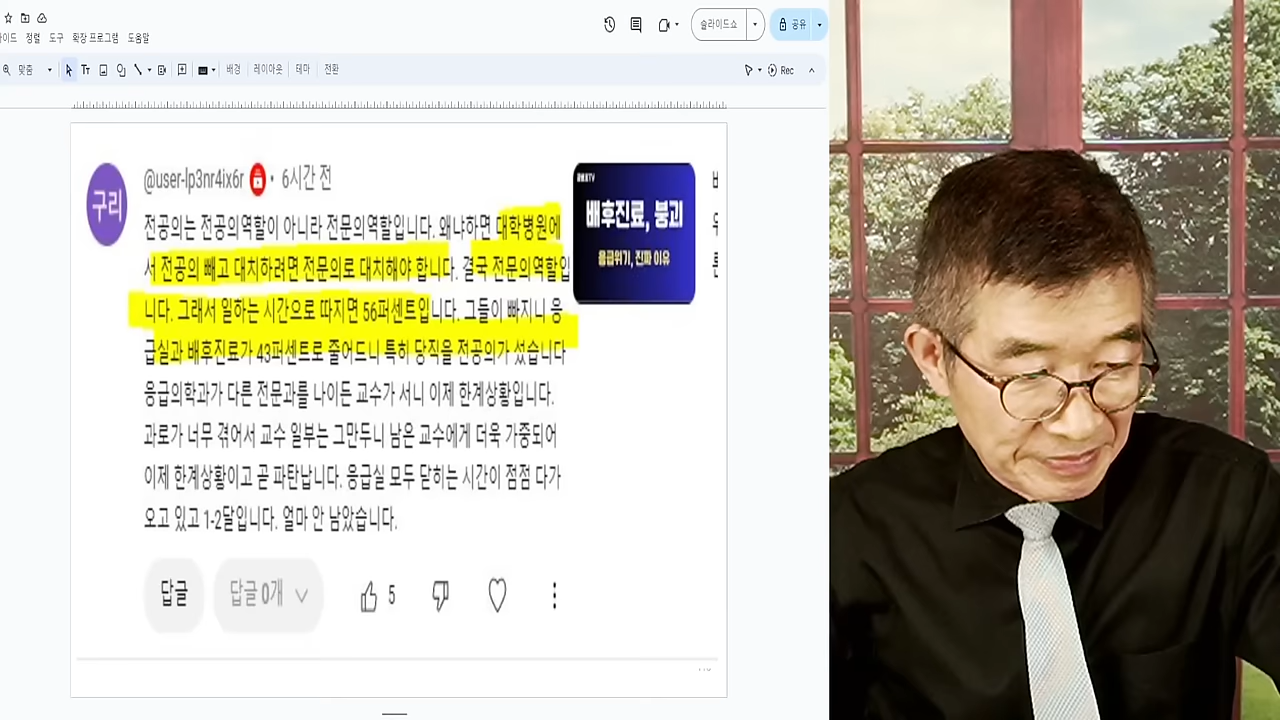 이드 정렬 도구 확장 프로그램 도움말
슬라이드쇼
공유
맞춤
배경 레이아웃 테마 전환
Rec
구리
@user-lp3nr4ix6r · 6시간 전
전공의는 전공의역할이 아니라 전문의역할입니다. 왜냐하면 대학병원에
서 전공의 빼고 대치하려면 전문의로 대치해야 합니다. 결국 전문의역할입
니다. 그래서 일하는 시간으로 따지면 56퍼센트입니다. 그들이 빠지니 응
급실과 배후진료가 43퍼센트로 줄어드니 특히 당직을 전공의가 섰습니다
응급의학과가 다른 전문과를 나이든 교수가 서니 이제 한계상황입니다.
과로가 너무 겪어서 교수 일부는 그만두니 남은 교수에게 더욱 가중되어
이제 한계상황이고 곧 파탄납니다. 응급실 모두 닫히는 시간이 점점 다가
오고 있고 1-2달입니다. 얼마 안 남았습니다.
배후진료, 붕괴
응급위기, 진짜 이유
답글
답글 0개
5